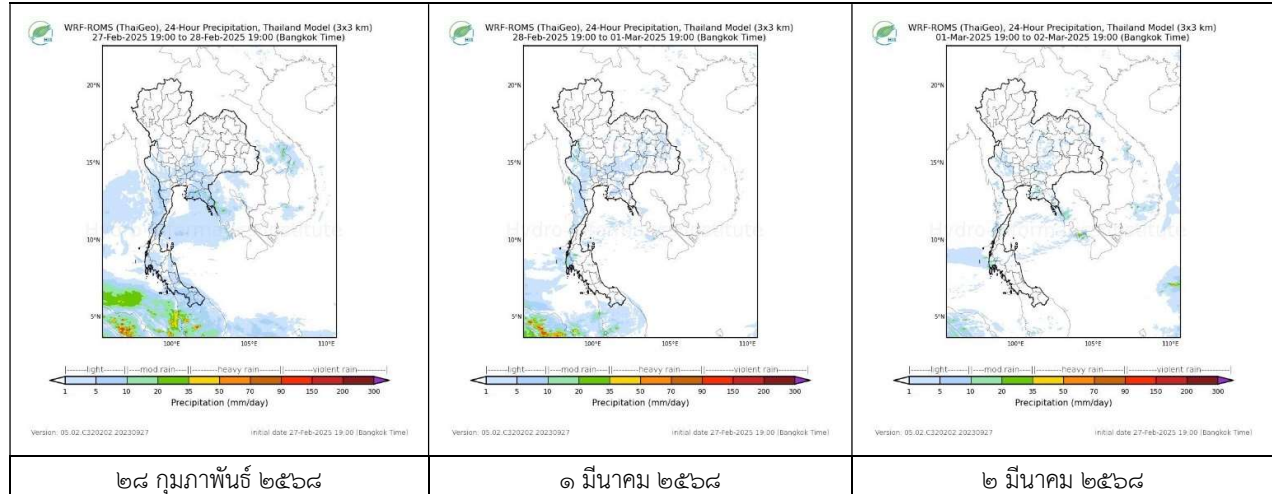 WRF-ROMS (ThaiGeo), 24-Hour Precipitation, Thailand Model (3x3 km)
27-Feb-2025 19:00 to 28-Feb-2025 19:00 (Bangkok Time)
20°N
15°N
10°N
5°N
100°E 105°E 110°E
light mod rain heavy rain violent rain
1 5 10 20 35 50 70 90 150 200 300
Precipitation (mm/day)
Version: 05.02.C320202.20230927 initial date 27-Feb-2025 19:00 (Bangkok Time)
๒๘ กุมภาพันธ์ ๒๕๖๘
WRF-ROMS (ThaiGeo), 24-Hour Precipitation, Thailand Model (3x3 km)
28-Feb-2025 19:00 to 01-Mar-2025 19:00 (Bangkok Time)
20°N
15°N
10°N
5°N
100°E 105°E 110°E
light mod rain heavy rain violent rain
1 5 10 20 35 50 70 90 150 200 300
Precipitation (mm/day)
Version: 05.02.C320202.20230927 initial date 27-Feb-2025 19:00 (Bangkok Time)
๑ มีนาคม ๒๕๖๘
WRF-ROMS (ThaiGeo), 24-Hour Precipitation, Thailand Model (3x3 km)
01-Mar-2025 19:00 to 02-Mar-2025 19:00 (Bangkok Time)
20°N
15°N
10°N
5°N
100°E 105°E 110°E
light mod rain heavy rain violent rain
1 5 10 20 35 50 70 90 150 200 300
Precipitation (mm/day)
Version: 05.02.C320202.20230927 initial date 27-Feb-2025 19:00 (Bangkok Time)
๒ มีนาคม ๒๕๖๘